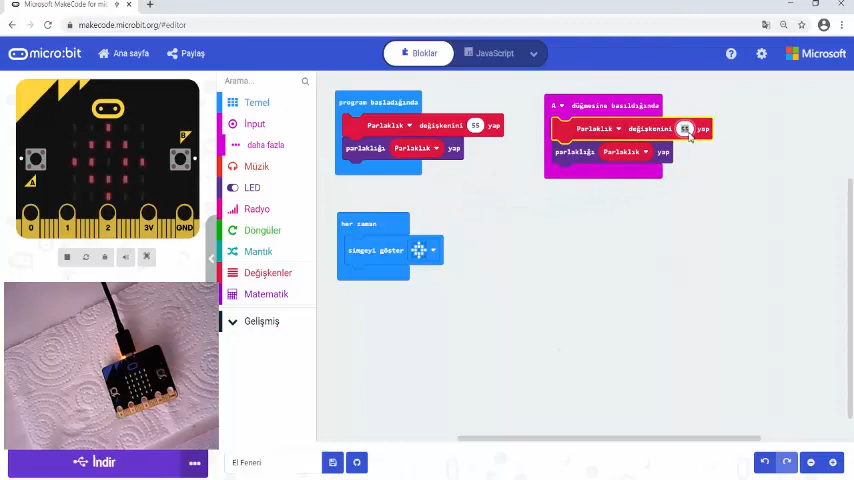 Microsoft MakeCode for mi
makecode.microbit.org/#editor
micro:bit
Ana sayfa
Paylaş
Bloklar
JavaScript
Microsoft
Arama...
Temel
Input
daha fazla
Müzik
LED
Radyo
Döngüler
Mantık
Değişkenler
Matematik
Gelişmiş
A
B
0 1 2 3V GND
program başladığında
Parlaklık değişkenini 55 yap
parlaklığı Parlaklık yap
A düğmesine basıldığında
Parlaklık değişkenini 55 yap
parlaklığı Parlaklık yap
her zaman
simgeyi göster
İndir
El Feneri